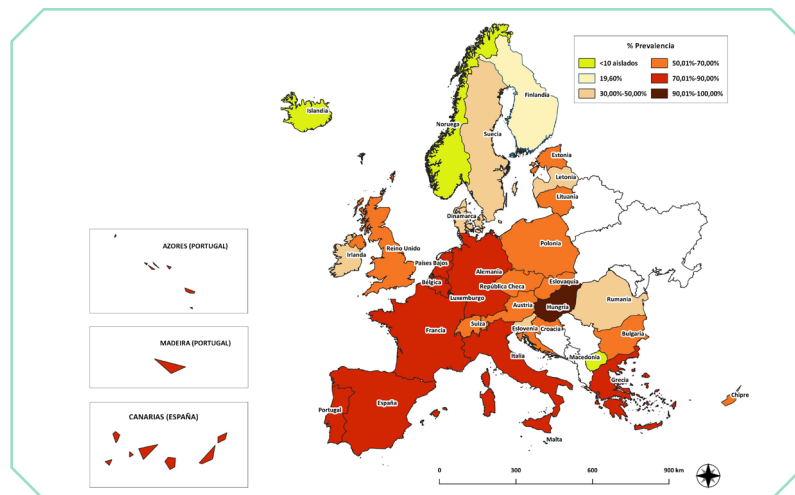 % Prevalencia
<10 aislados
19,60%
30,00%-50,00%
50,01%-70,00%
70,01%-90,00%
90,01%-100,00%
Islandia
Finlandia
Noruega
Suecia
Estonia
Letonia
Lituania
Dinamarca
Irlanda
Reino Unido
Países Bajos
Polonia
Alemania
Bélgica
República Checa
Eslovaquia
Luxemburgo
Austria
Hungría
Rumania
Francia
Suiza
Eslovenia
Croacia
Bulgaria
Italia
Macedonia
Grecia
Portugal
España
Chipre
Malta
AZORES (PORTUGAL)
MADEIRA (PORTUGAL)
CANARIAS (ESPAÑA)
0
300
600
900 km